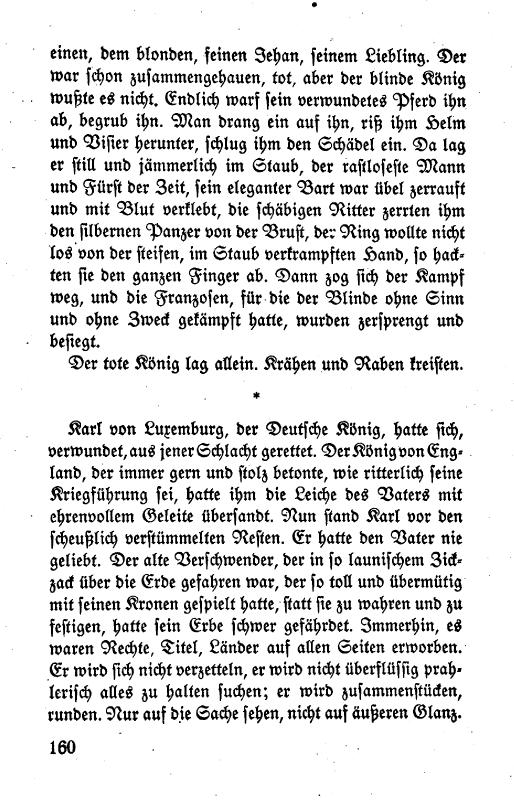 einen, dem blonden, feinen Jehan, seinem Liebling. Der
war schon zusammengehauen, tot, aber der blinde König
wußte es nicht. Endlich warf sein verwundetes Pferd ihn
ab, begrub ihn. Man drang ein auf ihn, riß ihm Helm
und Visier herunter, schlug ihm den Schädel ein. Da lag
er still und jämmerlich im Staub, der rastloseste Mann
und Fürst der Zeit, sein eleganter Bart war übel zerrauft
und mit Blut verklebt, die schäbigen Ritter zerrten ihm
den silbernen Panzer von der Brust, der Ring wollte nicht
los von der steifen, im Staub verkrampften Hand, so hack-
ten sie den ganzen Finger ab. Dann zog sich der Kampf
weg, und die Franzosen, für die der Blinde ohne Sinn
und ohne Zweck gekämpft hatte, wurden zersprengt und
besiegt.
Der tote König lag allein. Krähen und Raben kreisten.
*
Karl von Luxemburg, der Deutsche König, hatte sich,
verwundet, aus jener Schlacht gerettet. Der König von Eng-
land, der immer gern und stolz betonte, wie ritterlich seine
Kriegführung sei, hatte ihm die Leiche des Vaters mit
ehrenvollem Geleite übersandt. Nun stand Karl vor den
scheußlich verstümmelten Resten. Er hatte den Vater nie
geliebt. Der alte Verschwender, der in so launischem Zick-
zack über die Erde gefahren war, der so toll und übermütig
mit seinen Kronen gespielt hatte, statt sie zu wahren und zu
festigen, hatte sein Erbe schwer gefährdet. Immerhin, es
waren Rechte, Titel, Länder auf allen Seiten erworben.
Er wird sich nicht verzetteln, er wird nicht überflüssig prah-
lerisch alles zu halten suchen; er wird zusammenstücken,
runden. Nur auf die Sache sehen, nicht auf äußeren Glanz.
160